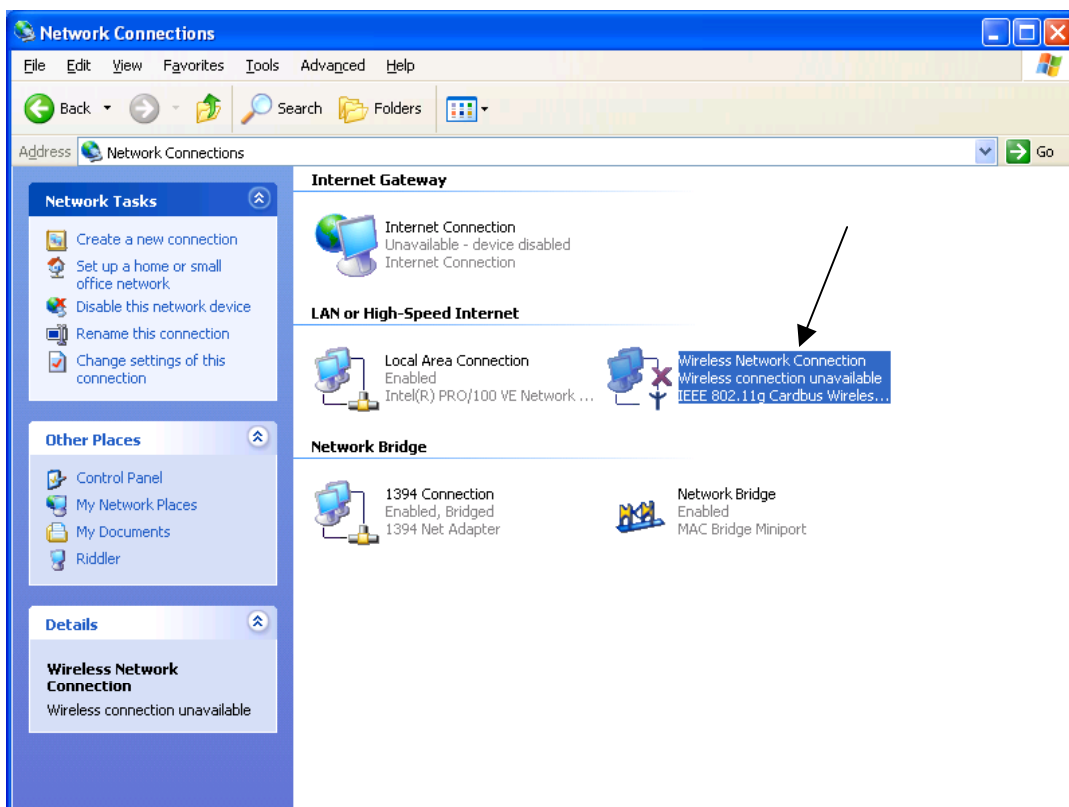 Network Connections
File Edit View Favorites Tools Advanced Help
Back Search Folders
Address Network Connections Go
Network Tasks
Create a new connection
Set up a home or small
office network
Disable this network device
Rename this connection
Change settings of this
connection
Other Places
Control Panel
My Network Places
My Documents
Riddler
Details
Wireless Network
Connection
Wireless connection unavailable
Internet Gateway
Internet Connection
Unavailable - device disabled
Internet Connection
LAN or High-Speed Internet
Local Area Connection
Enabled
Intel(R) PRO/100 VE Network ...
Wireless Network Connection
Wireless connection unavailable
IEEE 802.11g Cardbus Wireles...
Network Bridge
1394 Connection
Enabled, Bridged
1394 Net Adapter
Network Bridge
Enabled
MAC Bridge Miniport